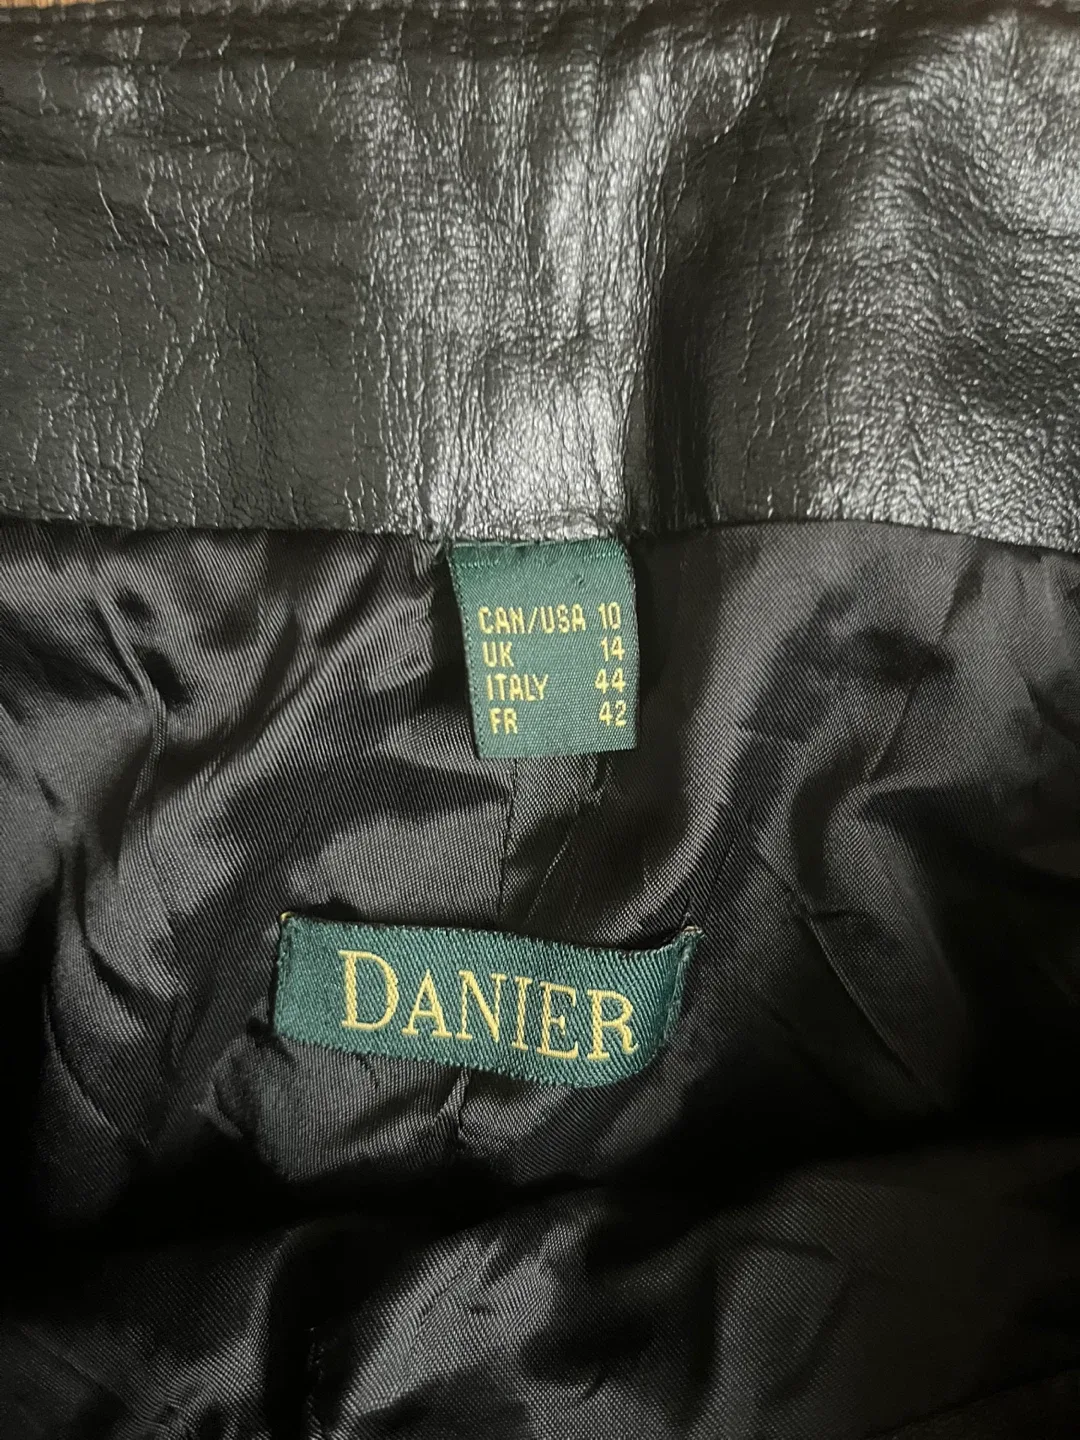 CAN/USA 10
UK 14
ITALY 44
FR 42
DANIER